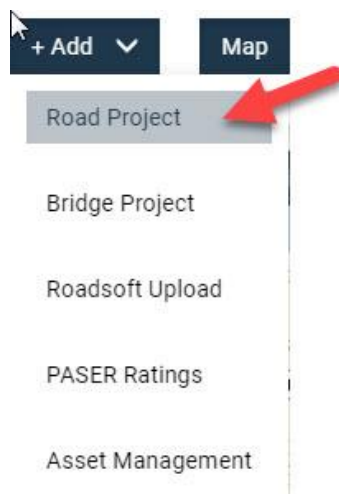 + Add Map
Road Project
Bridge Project
Roadsoft Upload
PASER Ratings
Asset Management